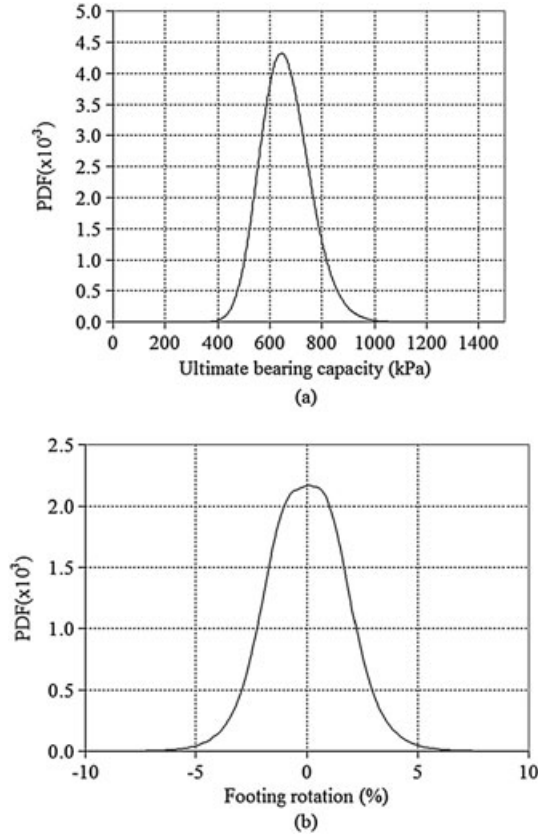 5.0
4.5
4.0
3.5
3.0
2.5
2.0
1.5
1.0
0.5
0.0
PDF(x10⁻³)
0 200 400 600 800 1000 1200 1400
Ultimate bearing capacity (kPa)
(a)
2.5
2.0
1.5
1.0
0.5
0.0
PDF(x10³)
-10 -5 0 5 10
Footing rotation (%)
(b)